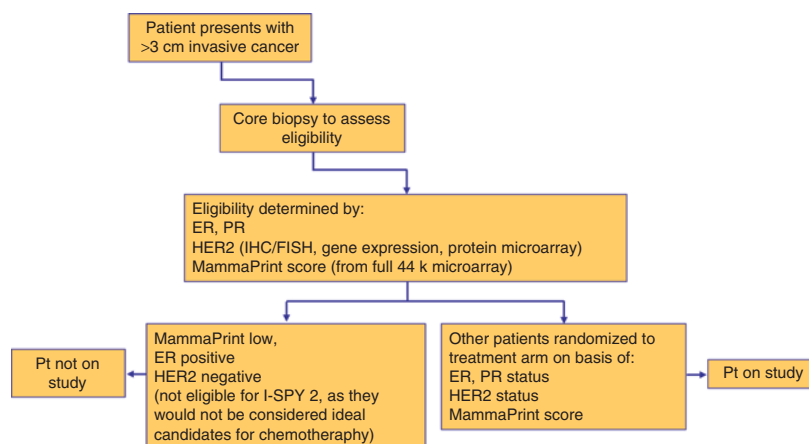 Patient presents with
>3 cm invasive cancer
Core biopsy to assess
eligibility
Eligibility determined by:
ER, PR
HER2 (IHC/FISH, gene expression, protein microarray)
MammaPrint score (from full 44 k microarray)
Pt not on
study
MammaPrint low,
ER positive
HER2 negative
(not eligible for I-SPY 2, as they
would not be considered ideal
candidates for chemotheraphy)
Other patients randomized to
treatment arm on basis of:
ER, PR status
HER2 status
MammaPrint score
Pt on study